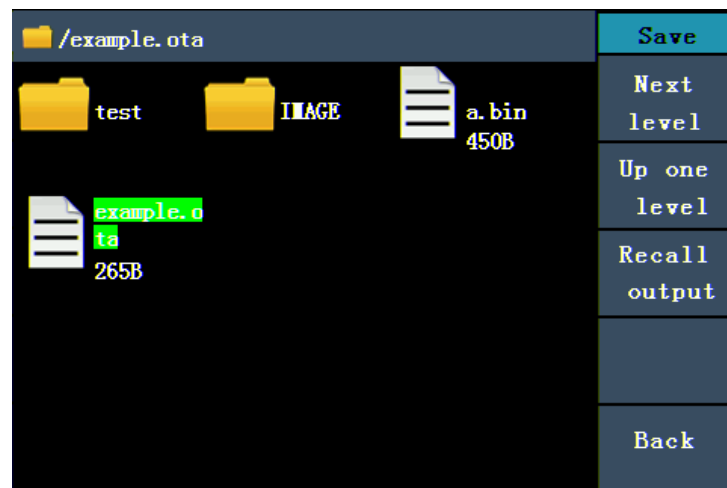 /example.ota
test
IMAGE
a.bin
450B
example.o
ta
265B
Save
Next
level
Up one
level
Recall
output
Back